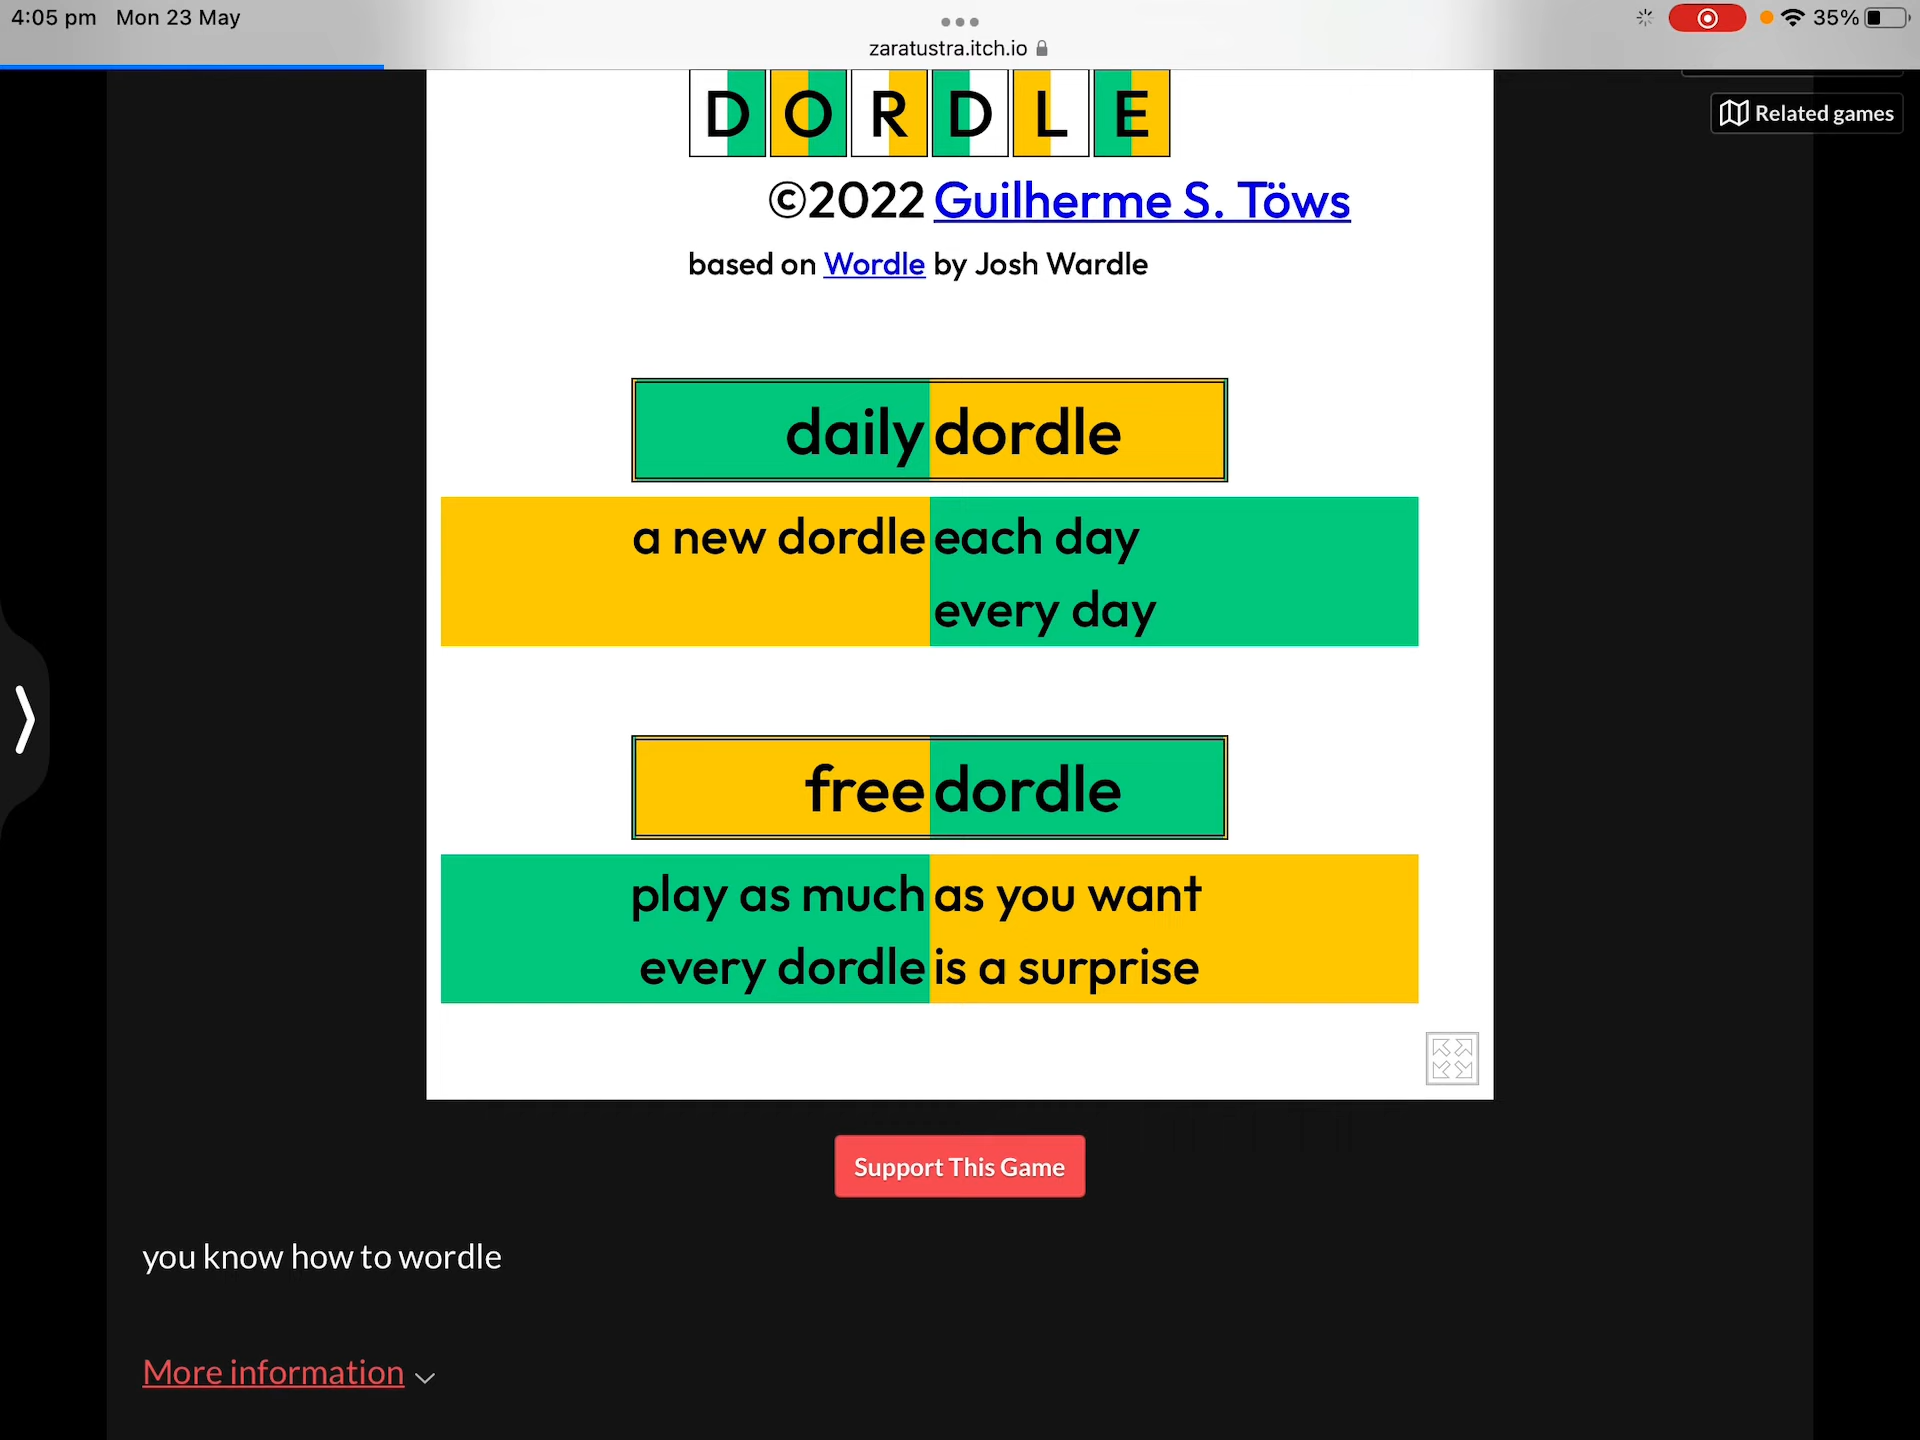 4:05 pm Mon 23 May
35%
zaratustra.itch.io
DORDLE
Related games
©2022 Guilherme S. Töws
based on Wordle by Josh Wardle
daily dordle
a new dordle each day
every day
free dordle
play as much as you want
every dordle is a surprise
Support This Game
you know how to wordle
More information